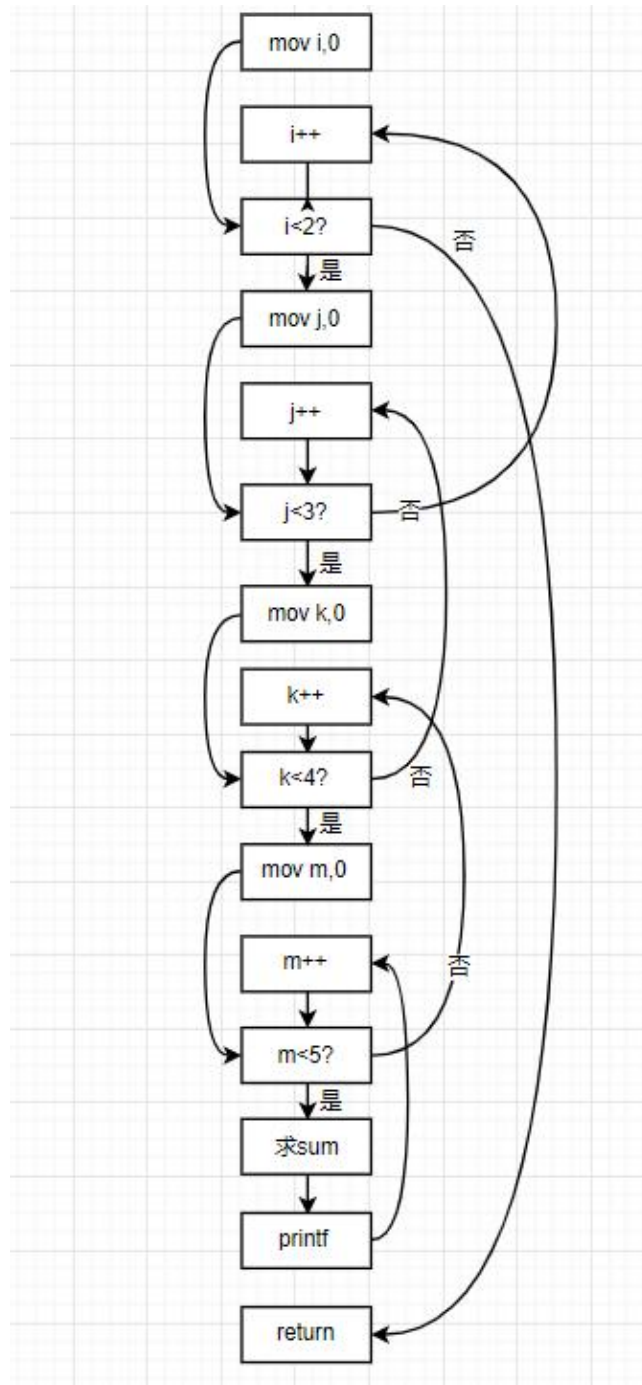 mov i,0
i++
i<2?
否
是
mov j,0
j++
j<3?
否
是
mov k,0
k++
k<4?
否
是
mov m,0
m++
否
m<5?
是
求sum
printf
return